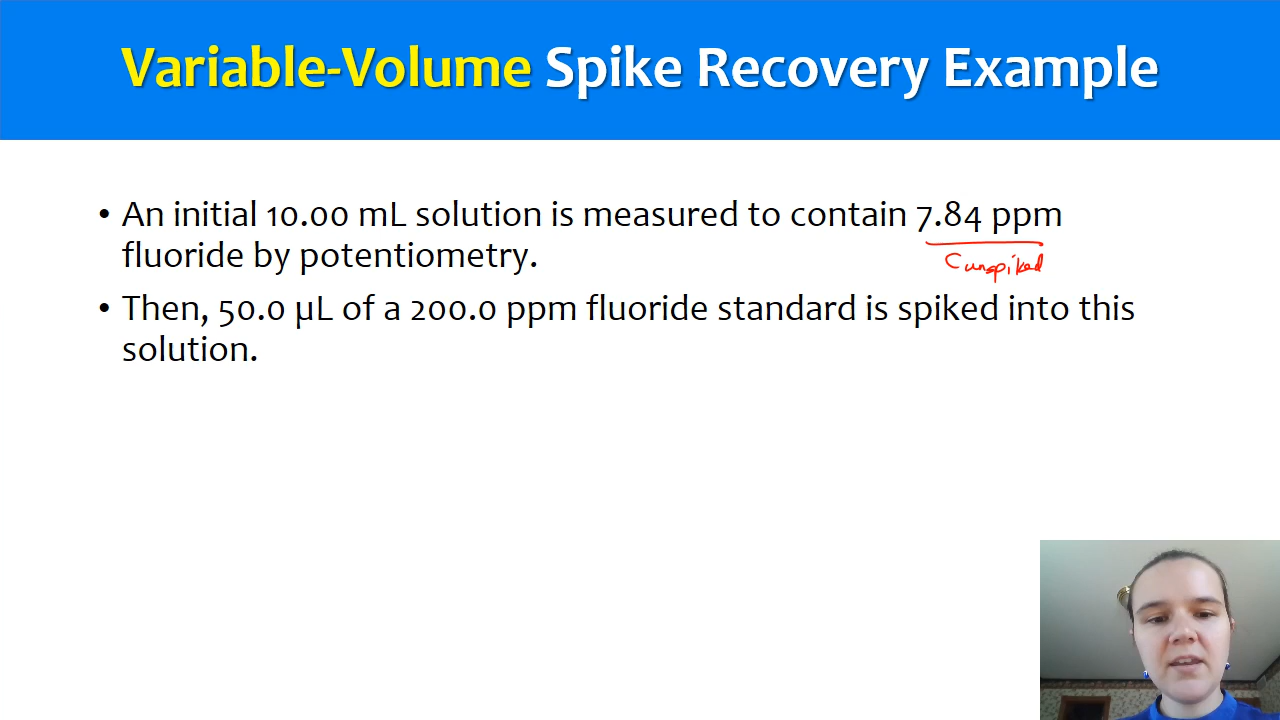 Variable-Volume Spike Recovery Example
• An initial 10.00 mL solution is measured to contain 7.84 ppm
fluoride by potentiometry.
C unspiked
• Then, 50.0 µL of a 200.0 ppm fluoride standard is spiked into this
solution.